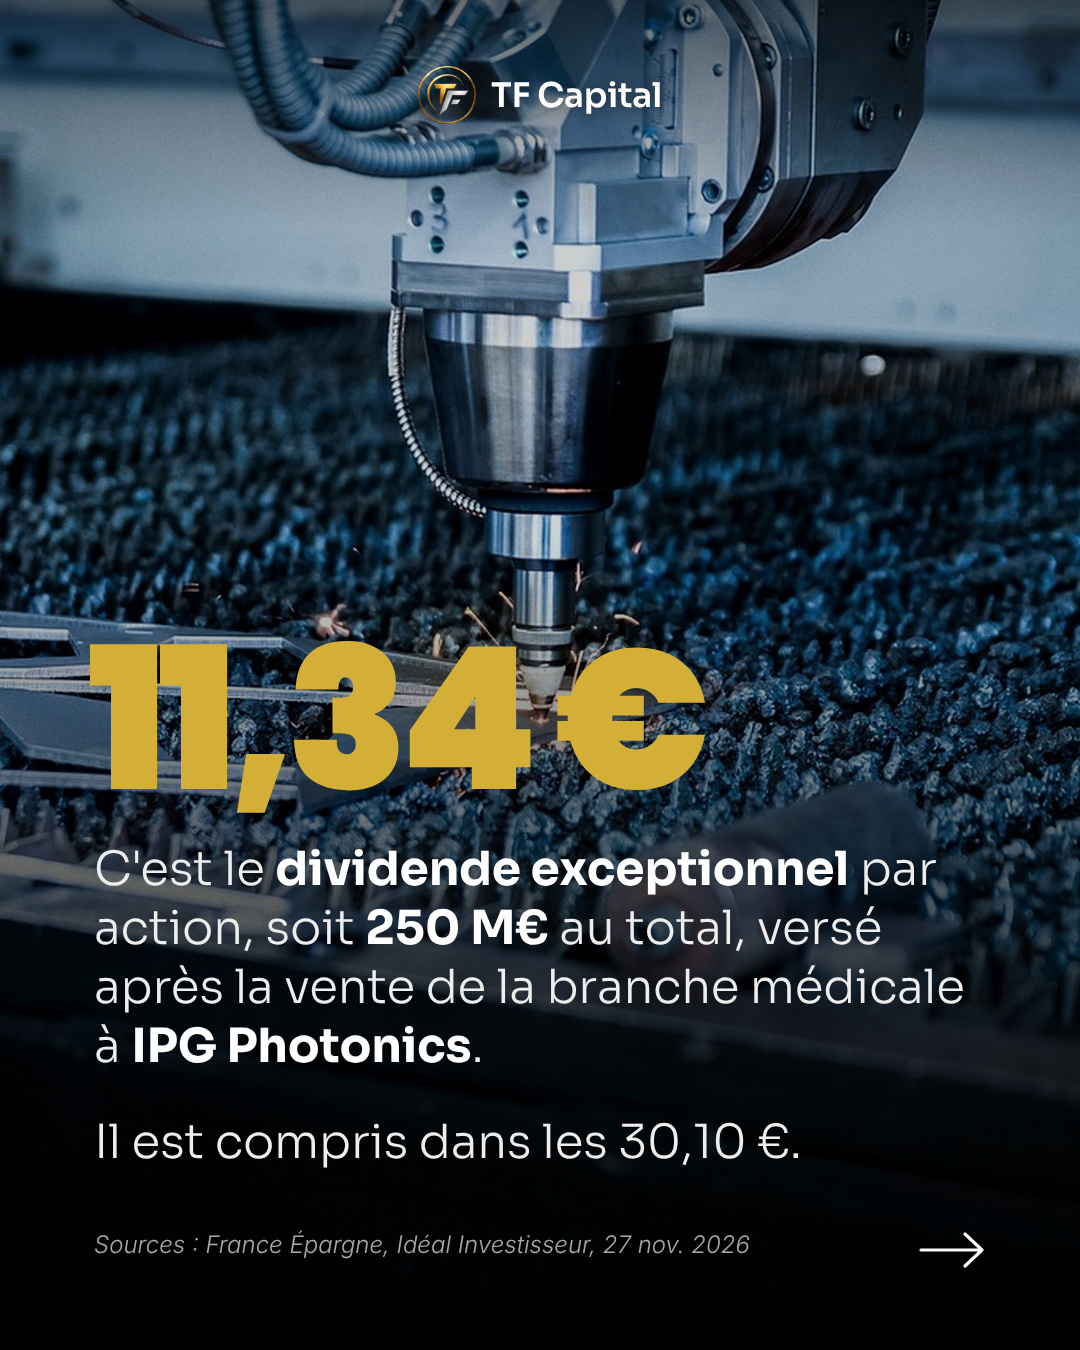 TF Capital
3 1
11,34 €
C'est le dividende exceptionnel par
action, soit 250 M€ au total, versé
après la vente de la branche médicale
à IPG Photonics.
Il est compris dans les 30,10 €.
Sources : France Épargne, Idéal Investisseur, 27 nov. 2026